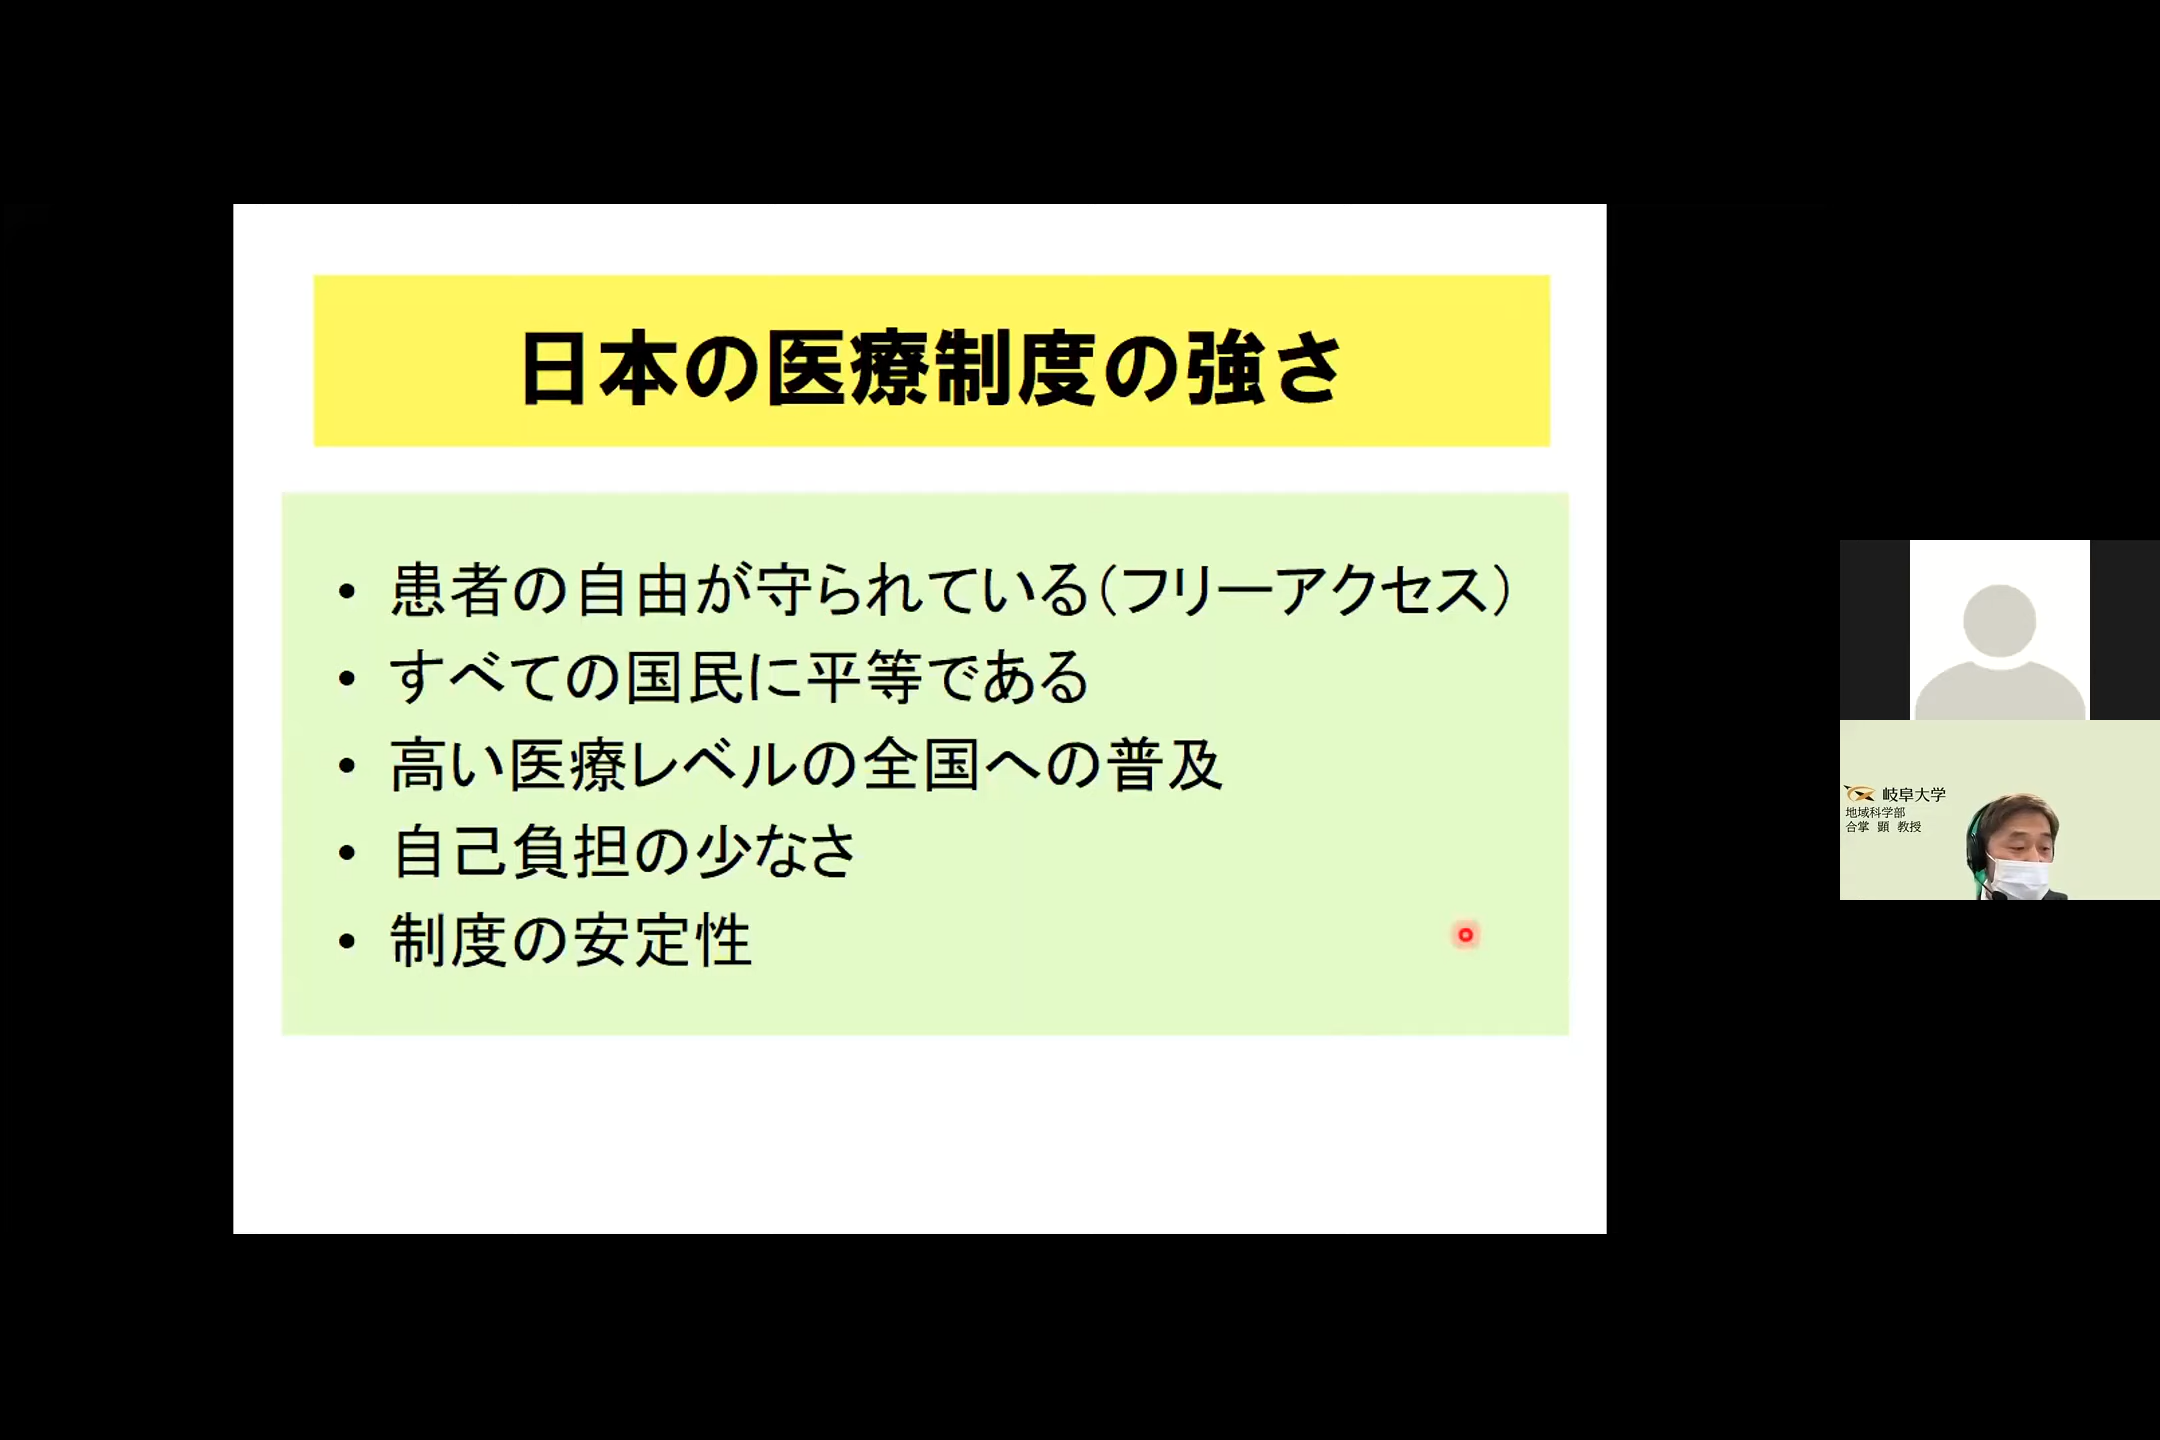 日本の医療制度の強さ
• 患者の自由が守られている(フリーアクセス)
• すべての国民に平等である
• 高い医療レベルの全国への普及
• 自己負担の少なさ
• 制度の安定性
岐阜大学
地域科学部
合掌 顕 教授